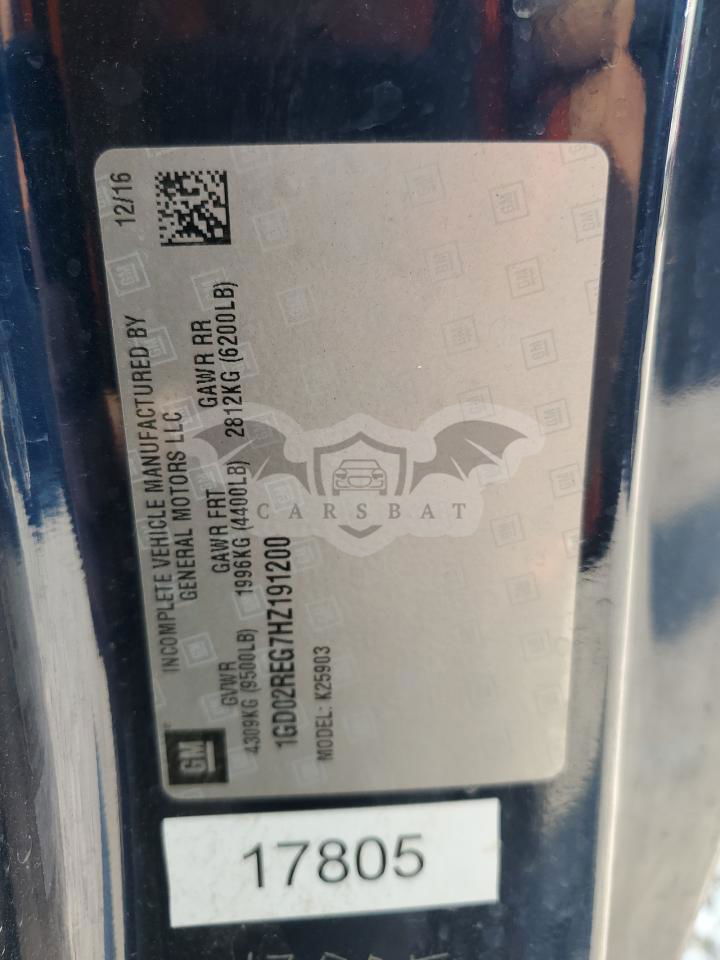 12/16
INCOMPLETE VEHICLE MANUFACTURED BY
GENERAL MOTORS LLC
GVWR GAWR FRT GAWR RR
4309KG (9500LB) 1996KG (4400LB) 2812KG (6200LB)
1GD02REG7HZ191200
MODEL: K25903
GM
CARSBAT
17805